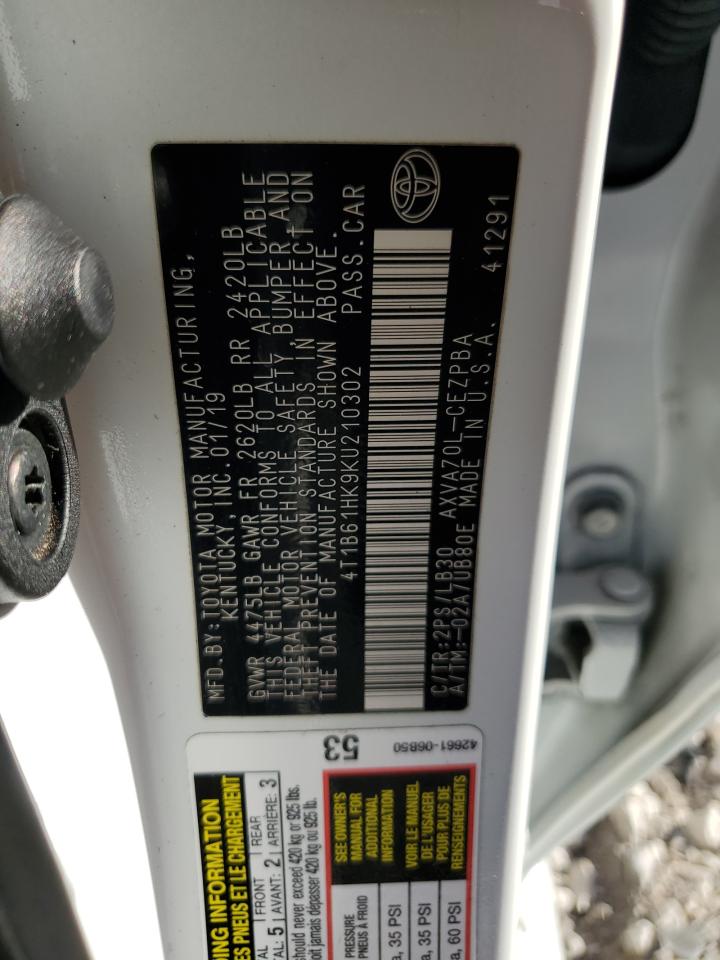 MFD.BY:TOYOTA MOTOR MANUFACTURING,
KENTUCKY, INC. 01/19
GVWR 4475LB GAWR FR 2620LB RR 2420LB
THIS VEHICLE CONFORMS TO ALL APPLICABLE
FEDERAL MOTOR VEHICLE SAFETY, BUMPER AND
THEFT PREVENTION STANDARDS IN EFFECT ON
THE DATE OF MANUFACTURE SHOWN ABOVE.
4T1B61HK9KU210302 PASS.CAR
C/TR:2PS/LB30 AXVA70L-CEZPBA
A/TM:-02A/UB80E MADE IN U.S.A. 41291
DING INFORMATION
ES PNEUS ET LE CHARGEMENT
TAL FRONT REAR
TAL: 5 AVANT: 2 ARRIÈRE: 3
should never exceed 420 kg or 925 lbs.
oit jamais dépasser 420 kg ou 925 lb.
53
42661-06B50
PRESSURE
PNEUS À FROID
a, 35 PSI
a, 35 PSI
a, 60 PSI
SEE OWNER'S
MANUAL FOR
ADDITIONAL
INFORMATION
VOIR LE MANUEL
DE L'USAGER
POUR PLUS DE
RENSEIGNEMENTS